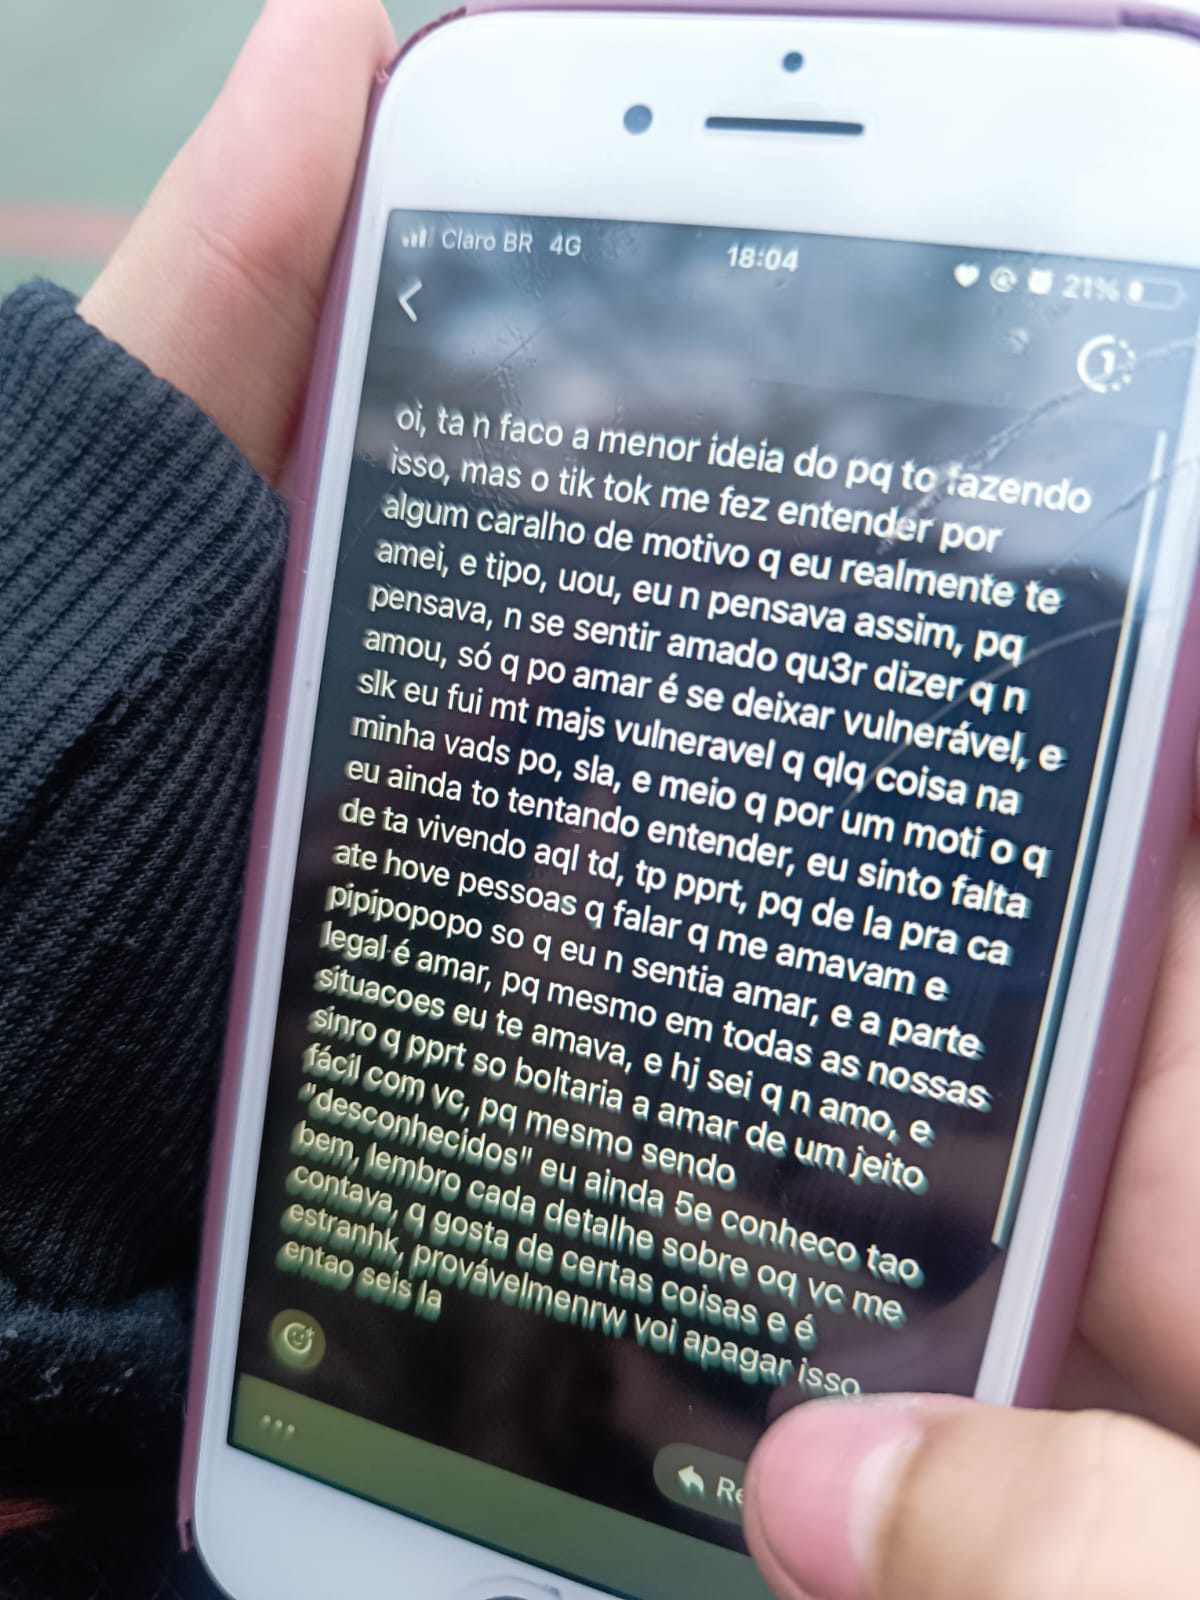 Claro BR 4G 18:04 21%
1
oi, ta n faco a menor ideia do pq to fazendo
isso, mas o tik tok me fez entender por
algum caralho de motivo q eu realmente te
amei, e tipo, uou, eu n pensava assim, pq
pensava, n se sentir amado qu3r dizer q n
amou, só q po amar é se deixar vulnerável, e
slk eu fui mt majs vulneravel q qlq coisa na
minha vads po, sla, e meio q por um moti o q
eu ainda to tentando entender, eu sinto falta
de ta vivendo aql td, tp pprt, pq de la pra ca
ate hove pessoas q falar q me amavam e
pipipopopo so q eu n sentia amar, e a parte
legal é amar, pq mesmo em todas as nossas
situacoes eu te amava, e hj sei q n amo, e
sinro q pprt so boltaria a amar de um jeito
fácil com vc, pq mesmo sendo
"desconhecidos" eu ainda 5e conheco tao
bem, lembro cada detalhe sobre oq vc me
contava, q gosta de certas coisas e é
estranhk, provávelmenrw voi apagar isso
entao seis la
Re